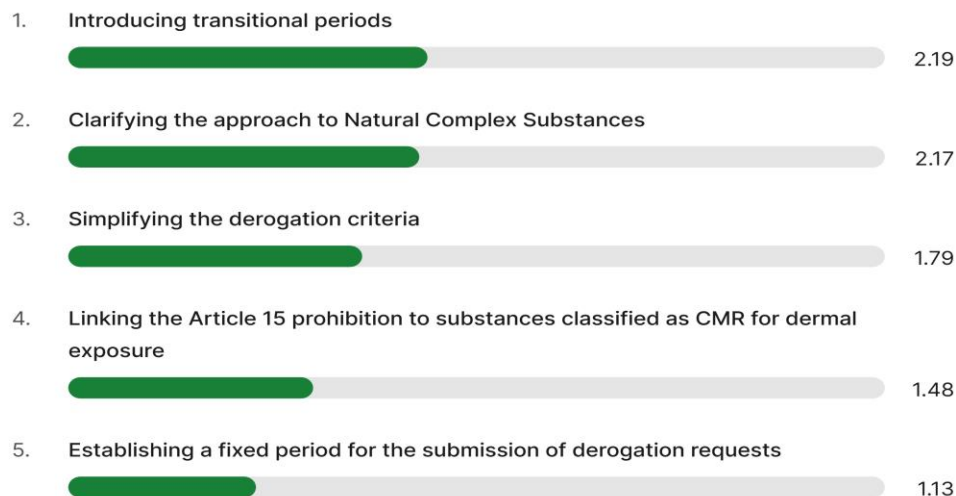 1. Introducing transitional periods
2.19
2. Clarifying the approach to Natural Complex Substances
2.17
3. Simplifying the derogation criteria
1.79
4. Linking the Article 15 prohibition to substances classified as CMR for dermal
exposure
1.48
5. Establishing a fixed period for the submission of derogation requests
1.13